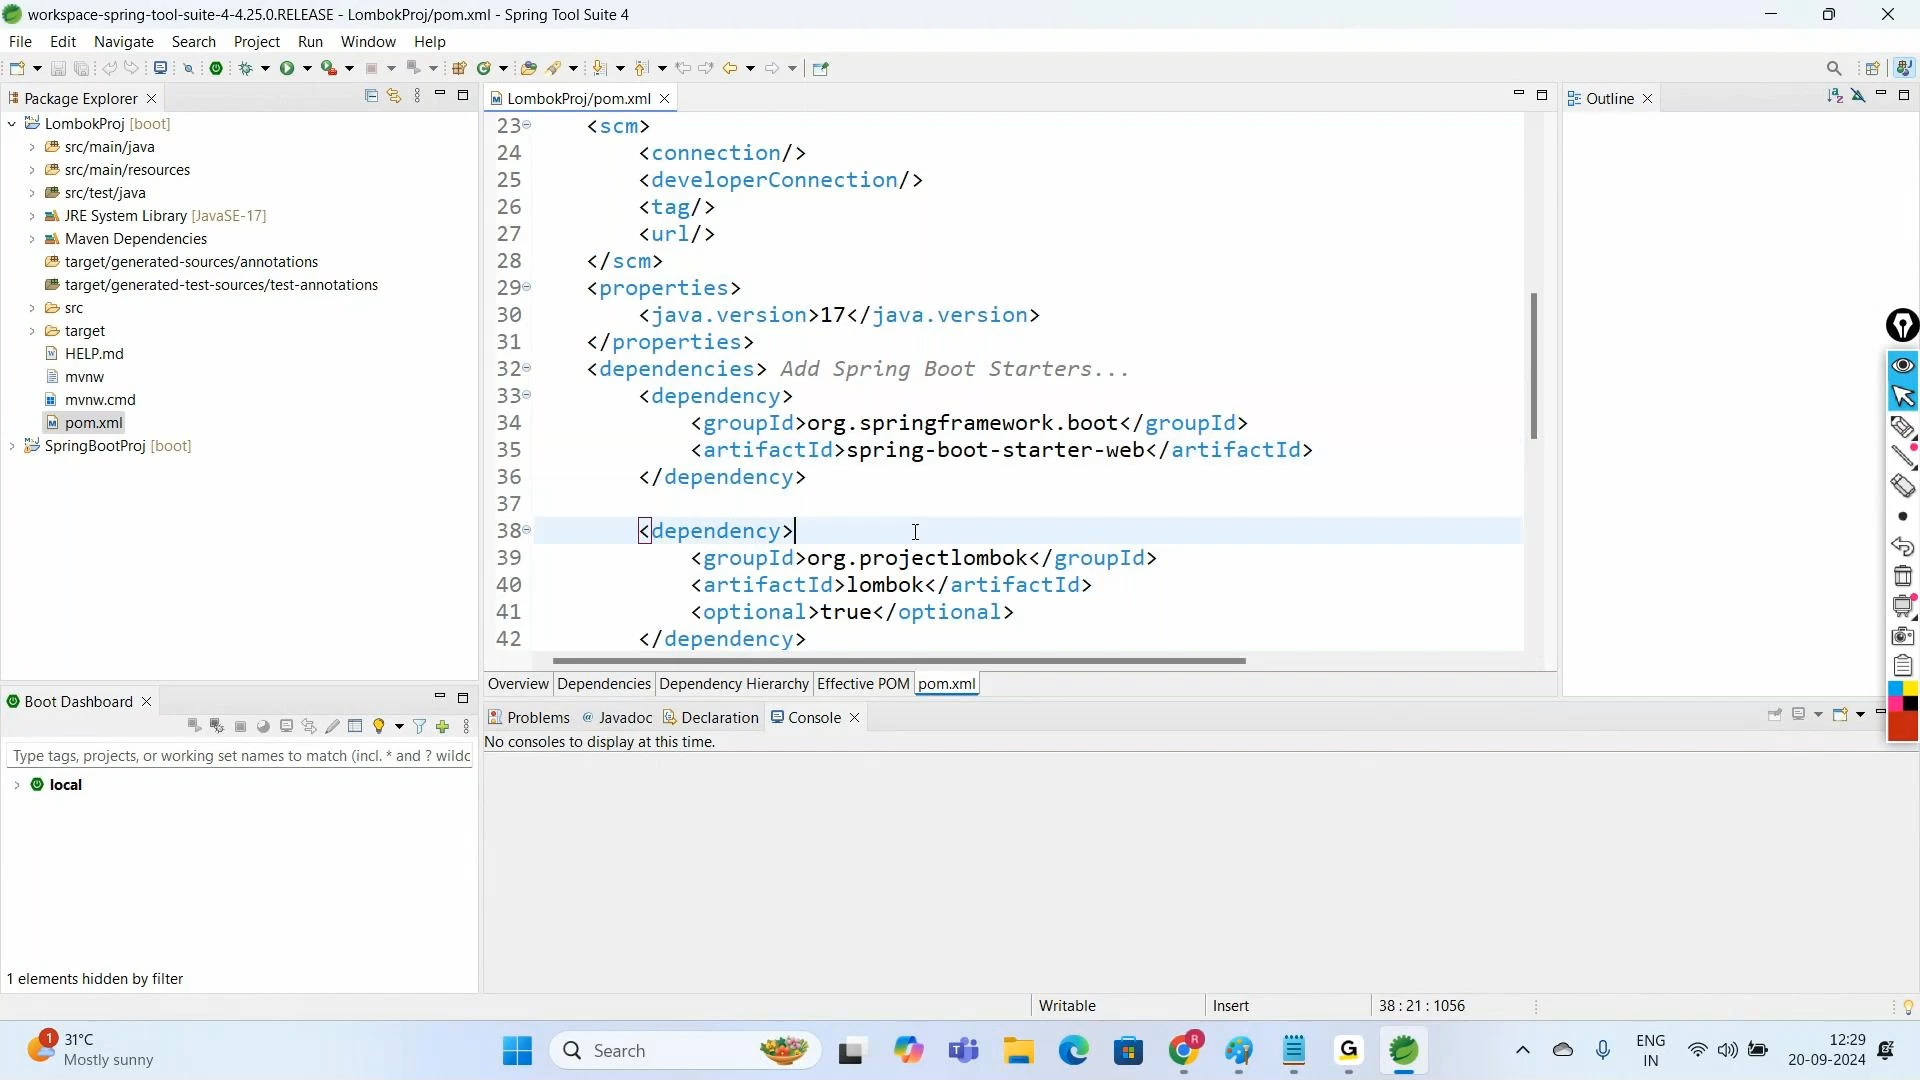 workspace-spring-tool-suite-4-4.25.0.RELEASE - LombokProj/pom.xml - Spring Tool Suite 4
File Edit Navigate Search Project Run Window Help
Package Explorer
LombokProj [boot]
src/main/java
src/main/resources
src/test/java
JRE System Library [JavaSE-17]
Maven Dependencies
target/generated-sources/annotations
target/generated-test-sources/test-annotations
src
target
HELP.md
mvnw
mvnw.cmd
pom.xml
SpringBootProj [boot]
LombokProj/pom.xml
23 <scm>
24 <connection/>
25 <developerConnection/>
26 <tag/>
27 <url/>
28 </scm>
29 <properties>
30 <java.version>17</java.version>
31 </properties>
32 <dependencies> Add Spring Boot Starters...
33 <dependency>
34 <groupId>org.springframework.boot</groupId>
35 <artifactId>spring-boot-starter-web</artifactId>
36 </dependency>
37
38 <dependency>
39 <groupId>org.projectlombok</groupId>
40 <artifactId>lombok</artifactId>
41 <optional>true</optional>
42 </dependency>
Overview Dependencies Dependency Hierarchy Effective POM pom.xml
Outline
Boot Dashboard
Type tags, projects, or working set names to match (incl. * and ? wildc
local
1 elements hidden by filter
Problems Javadoc Declaration Console
No consoles to display at this time.
Writable Insert 38 : 21 : 1056
1
31°C
Mostly sunny
Search
R
G
ENG
IN
12:29
20-09-2024